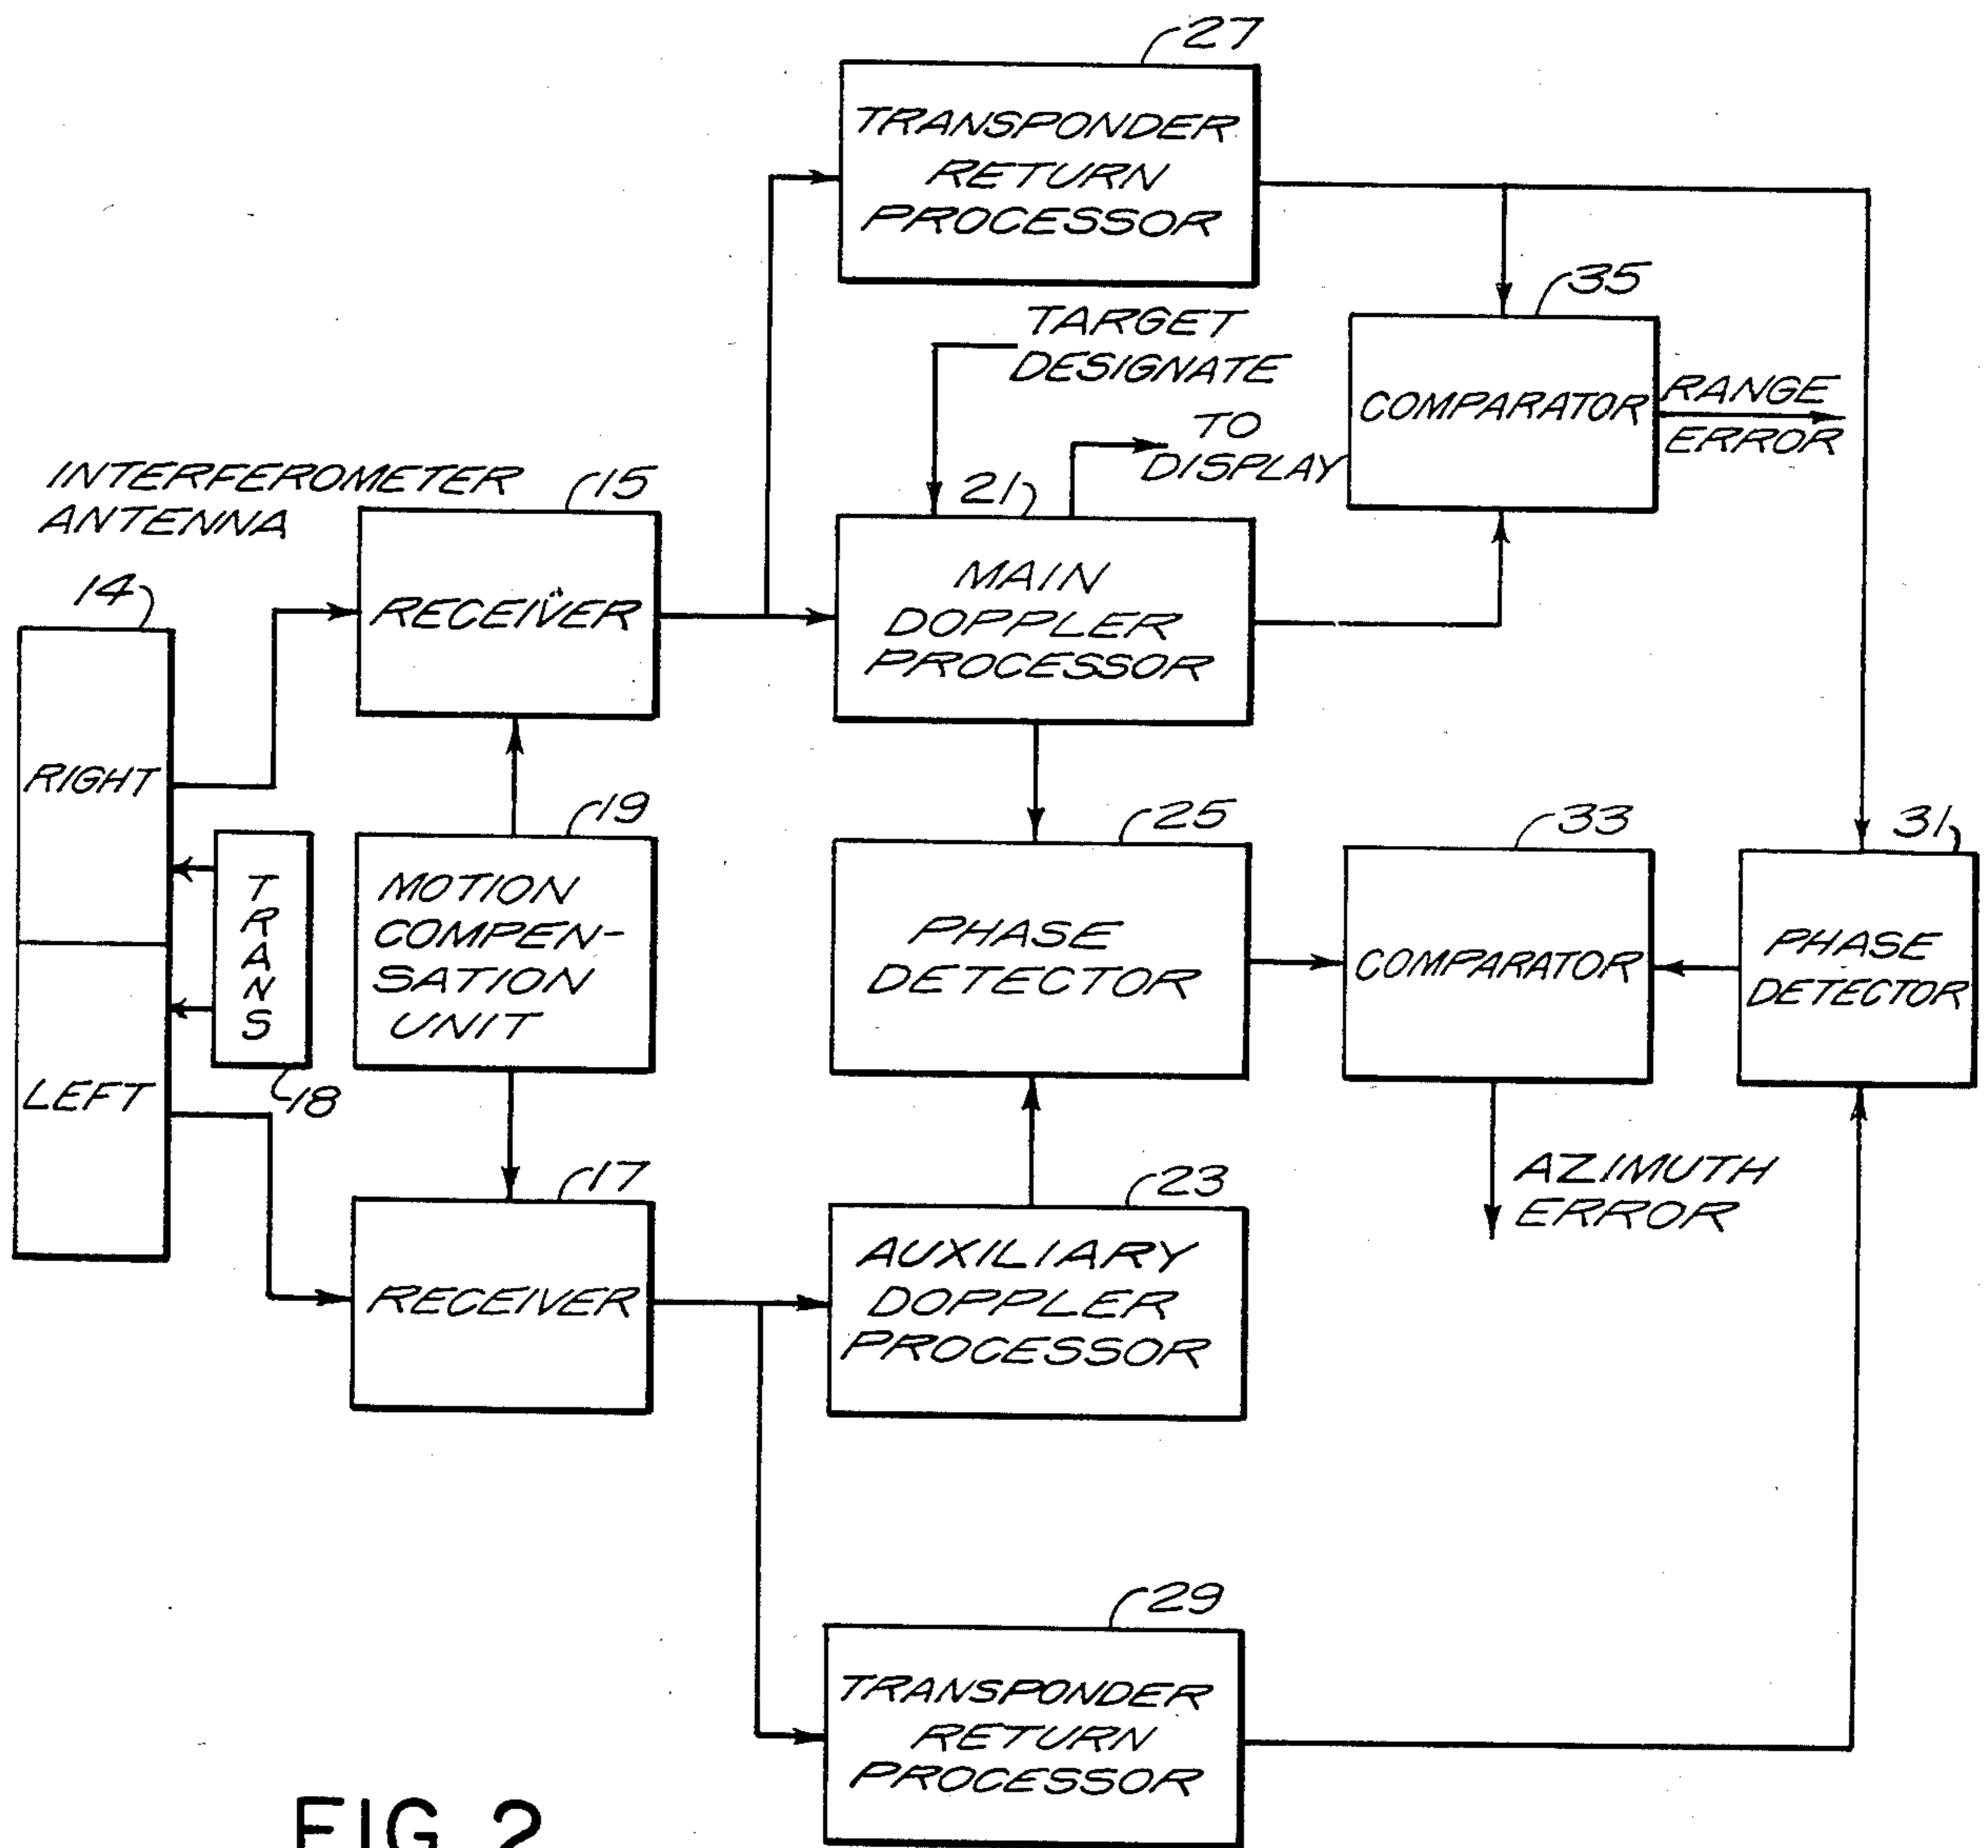 27
TRANSPONDER
RETURN
PROCESSOR
35
TARGET
DESIGNATE
TO
DISPLAY
COMPARATOR
RANGE
ERROR
INTERFEROMETER
ANTENNA
15
21
14
RECEIVER
MAIN
DOPPLER
PROCESSOR
RIGHT
19
25
33
31
TRANS
MOTION
COMPEN-
SATION
UNIT
PHASE
DETECTOR
COMPARATOR
PHASE
DETECTOR
LEFT
18
17
23
AZIMUTH
ERROR
RECEIVER
AUXILIARY
DOPPLER
PROCESSOR
29
TRANSPONDER
RETURN
PROCESSOR
FIG. 2